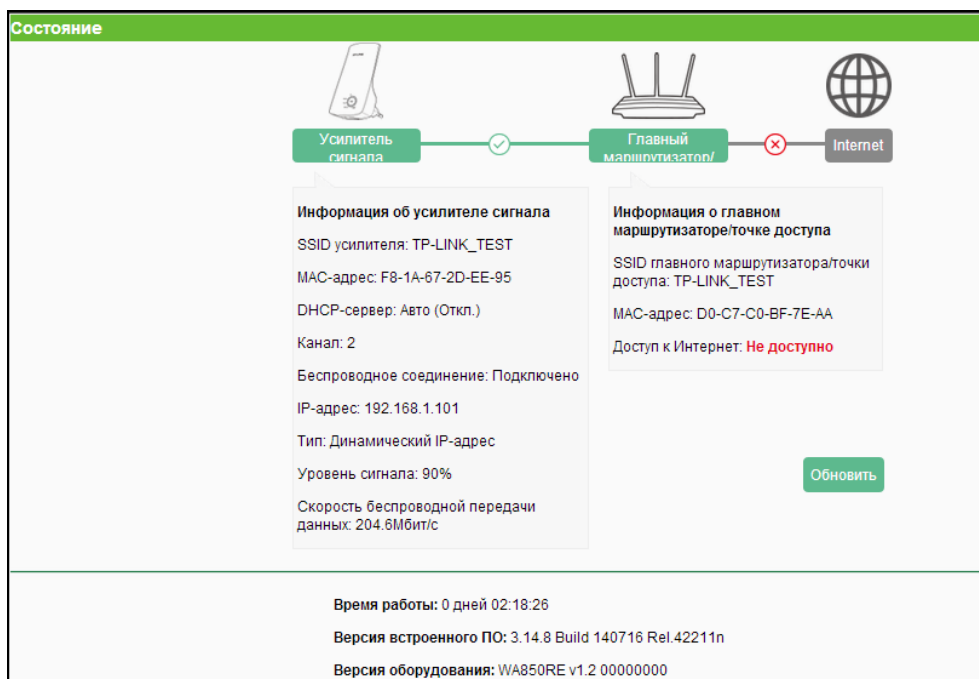 Состояние
Усилитель
сигнала
Главный
маршрутизатор/
Internet
Информация об усилителе сигнала
SSID усилителя: TP-LINK_TEST
MAC-адрес: F8-1A-67-2D-EE-95
DHCP-сервер: Авто (Откл.)
Канал: 2
Беспроводное соединение: Подключено
IP-адрес: 192.168.1.101
Тип: Динамический IP-адрес
Уровень сигнала: 90%
Скорость беспроводной передачи
данных: 204.6Мбит/с
Информация о главном
маршрутизаторе/точке доступа
SSID главного маршрутизатора/точки
доступа: TP-LINK_TEST
MAC-адрес: D0-C7-C0-BF-7E-AA
Доступ к Интернет: Не доступно
Обновить
Время работы: 0 дней 02:18:26
Версия встроенного ПО: 3.14.8 Build 140716 Rel.42211n
Версия оборудования: WA850RE v1.2 00000000